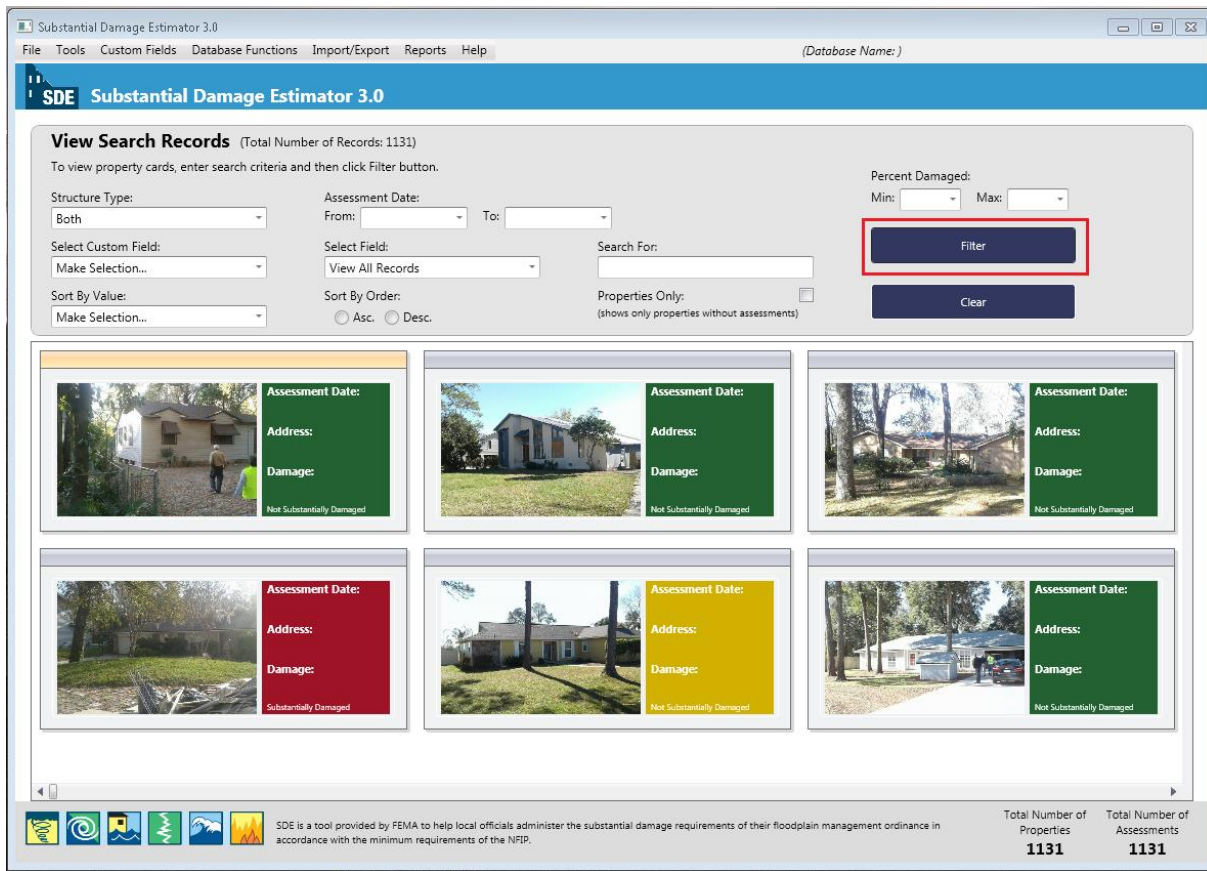 Substantial Damage Estimator 3.0
File Tools Custom Fields Database Functions Import/Export Reports Help (Database Name: )
SDE Substantial Damage Estimator 3.0
View Search Records (Total Number of Records: 1131)
To view property cards, enter search criteria and then click Filter button.
Percent Damaged:
Min: Max:
Structure Type: Assessment Date:
Both From: To:
Select Custom Field: Select Field: Search For: Filter
Make Selection... View All Records
Sort By Value: Sort By Order: Properties Only: Clear
Make Selection... Asc. Desc. (shows only properties without assessments)
Assessment Date: Assessment Date: Assessment Date:
Address: Address: Address:
Damage: Damage: Damage:
Not Substantially Damaged Not Substantially Damaged Not Substantially Damaged
Assessment Date: Assessment Date: Assessment Date:
Address: Address: Address:
Damage: Damage: Damage:
Substantially Damaged Not Substantially Damaged Not Substantially Damaged
SDE is a tool provided by FEMA to help local officials administer the substantial damage requirements of their floodplain management ordinance in
accordance with the minimum requirements of the NFIP.
Total Number of Total Number of
Properties Assessments
1131 1131